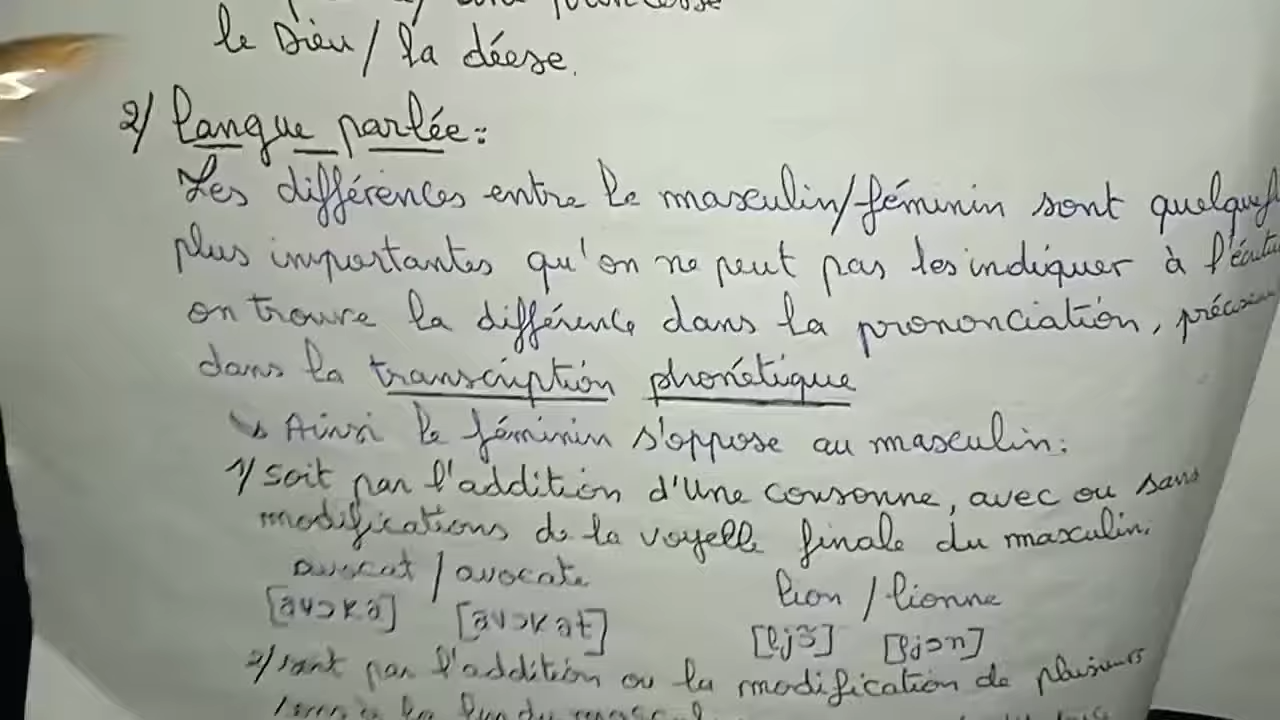 le Dieu / la déese.
2/ Langue parlée:
Les différences entre le masculin/féminin sont
plus importantes qu'on ne peut pas les indiquer à
on trouve la différence dans la prononciation,
dans la transcription phonétique
↳ Ainsi le féminin s'oppose au masculin:
1/ soit par l'addition d'une consonne, avec ou sans
modifications de la voyelle finale du masculin.
avocat / avocate lion / lionne
[avɔka] [avɔkat] [ljɔ̃] [ljɔn]
2/ soit par l'addition ou la modification de plusieurs